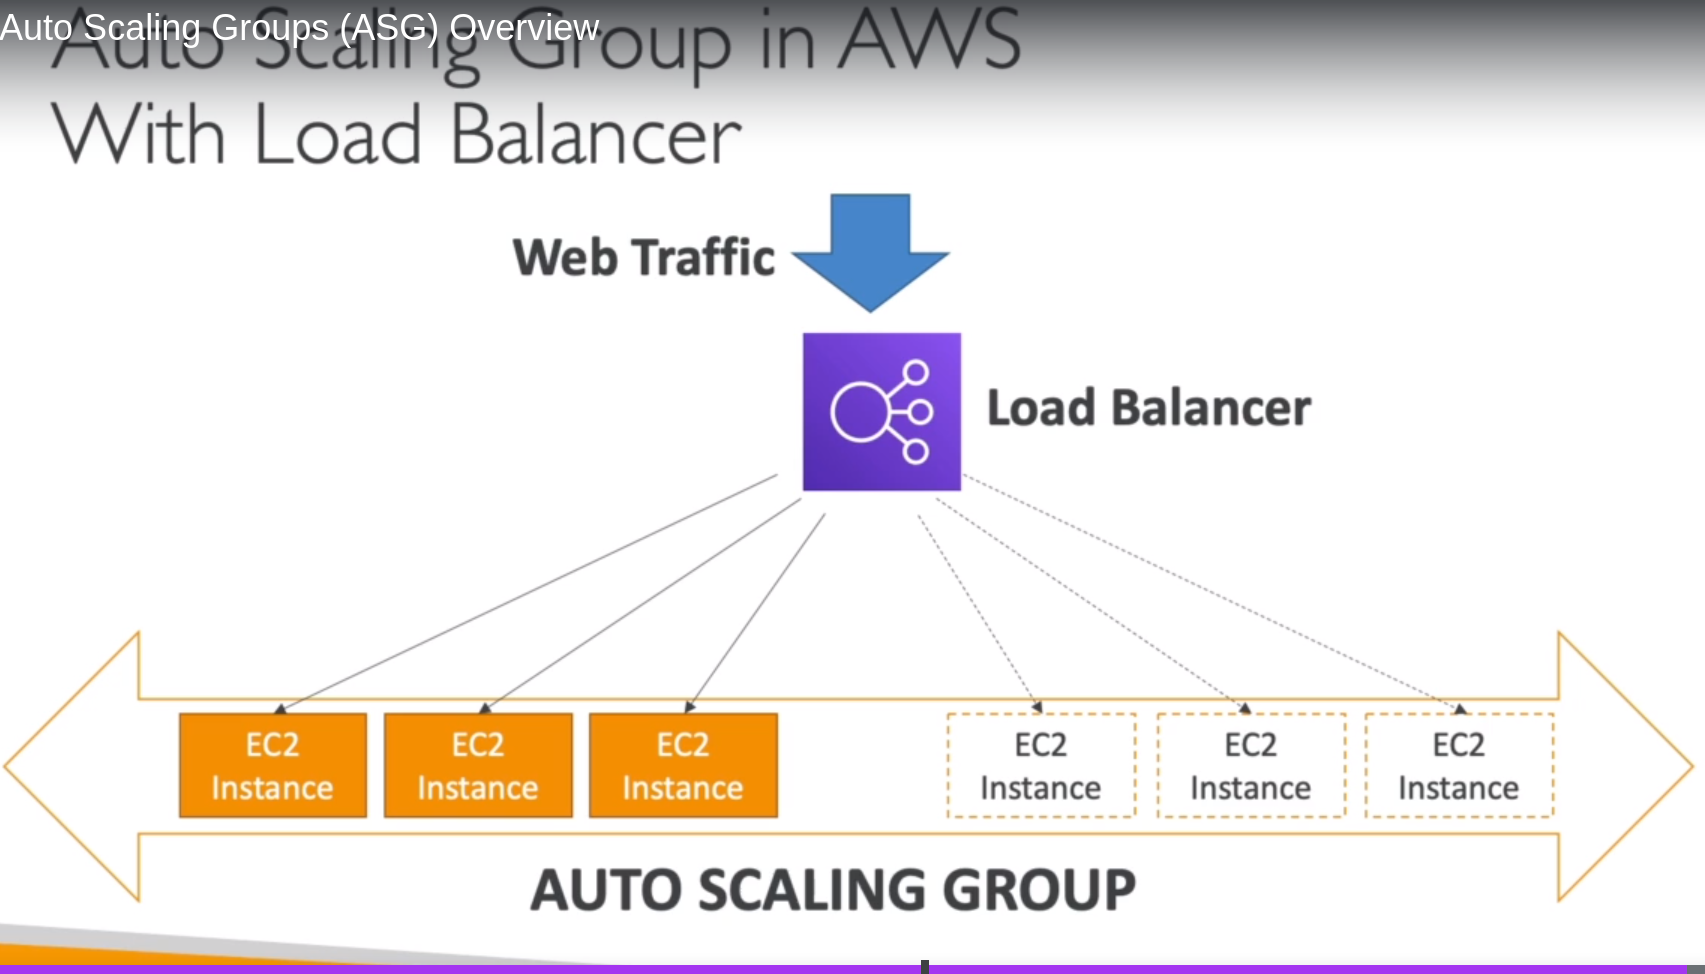 Auto Scaling Groups (ASG) Overview
Auto Scaling Group in AWS
With Load Balancer
Web Traffic
Load Balancer
EC2
Instance
EC2
Instance
EC2
Instance
EC2
Instance
EC2
Instance
EC2
Instance
AUTO SCALING GROUP